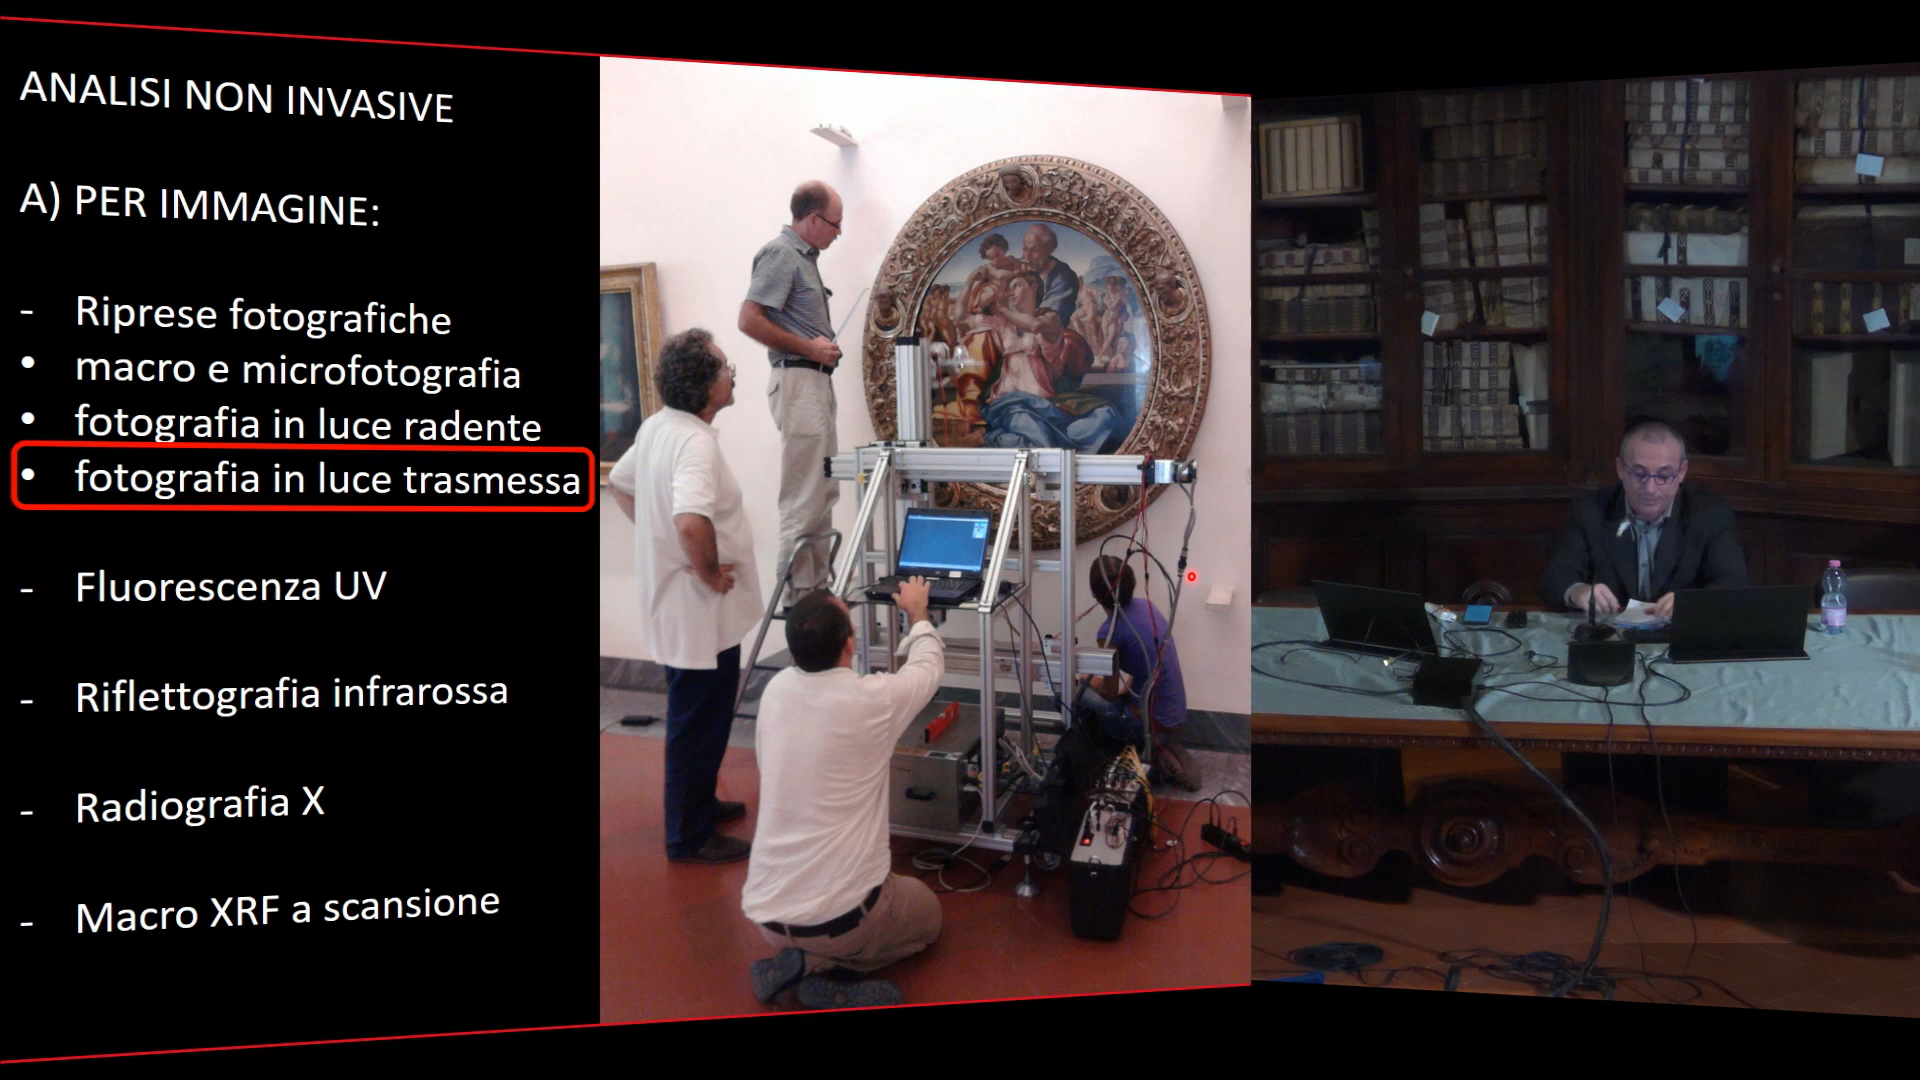 ANALISI NON INVASIVE
A) PER IMMAGINE:
- Riprese fotografiche
• macro e microfotografia
• fotografia in luce radente
• fotografia in luce trasmessa
- Fluorescenza UV
- Riflettografia infrarossa
- Radiografia X
- Macro XRF a scansione